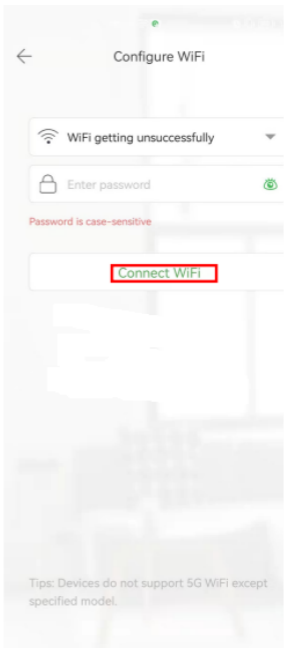 Configure WiFi
WiFi getting unsuccessfully
Enter password
Password is case-sensitive
Connect WiFi
Tips: Devices do not support 5G WiFi except
specified model.